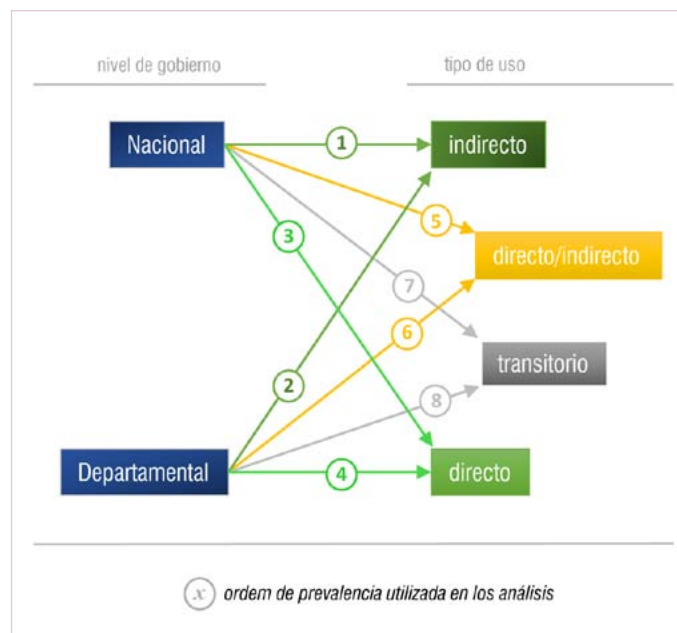 nivel de gobierno
tipo de uso
Nacional
1
indirecto
5
3
directo/indirecto
7
6
transitorio
2
8
Departamental
4
directo
x ordem de prevalencia utilizada en los análisis